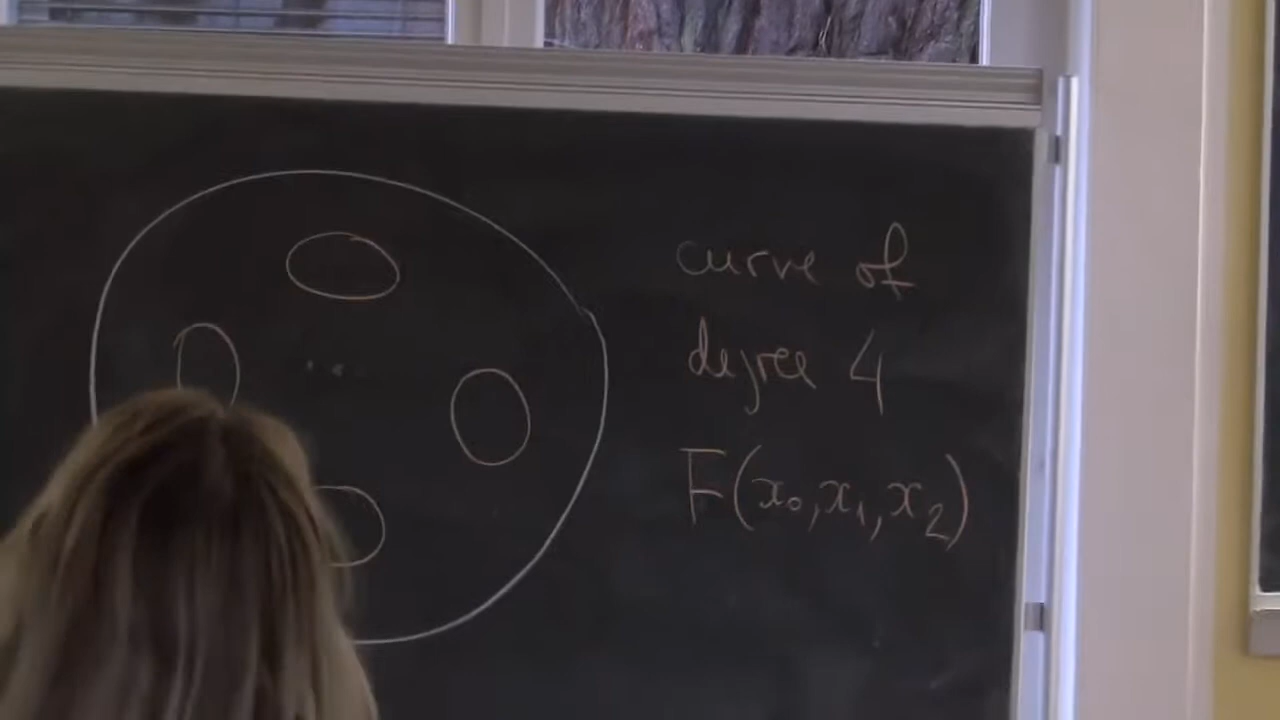 curve of
degree 4
F(x₀,x₁,x₂)